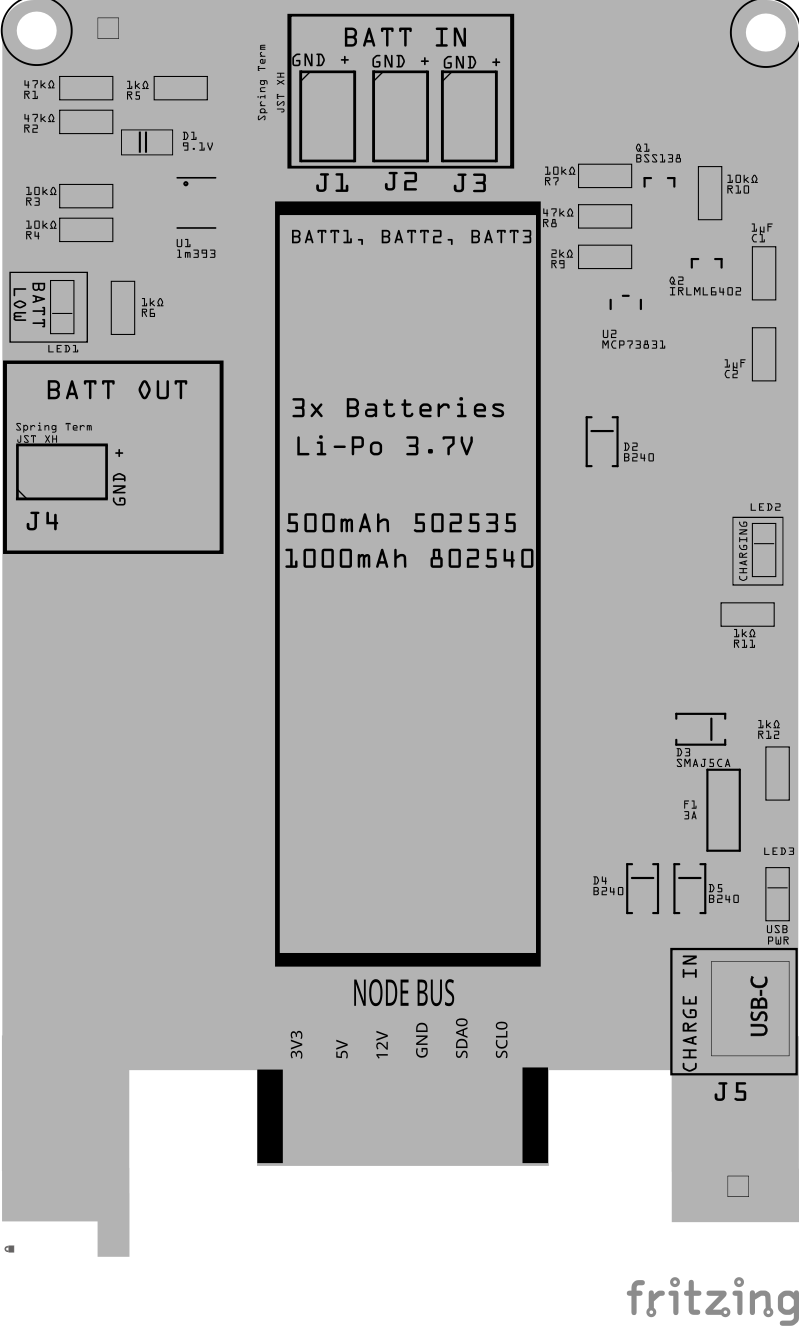 BATT IN
GND +
GND +
GND +
Spring Term
JST XH
J1
J2
J3
47kΩ
R1
1kΩ
R5
47kΩ
R2
D1
9.1V
10kΩ
R3
10kΩ
R4
U1
lm393
BATT
LOW
LED1
1kΩ
R6
BATT OUT
Spring Term
JST XH
+
GND
J4
BATT1, BATT2, BATT3
3x Batteries
Li-Po 3.7V
500mAh 502535
1000mAh 802540
Q1
BSS138
10kΩ
R7
10kΩ
R10
47kΩ
R8
2kΩ
R9
1µF
C1
Q2
IRLML6402
U2
MCP73831
1µF
C2
D2
B240
LED2
CHARGING
1kΩ
R11
D3
SMAJ5CA
1kΩ
R12
F1
3A
LED3
D4
B240
D5
B240
USB
PWR
CHARGE IN
USB-C
J5
NODE BUS
3V3
5V
12V
GND
SDA0
SCL0
fritzing